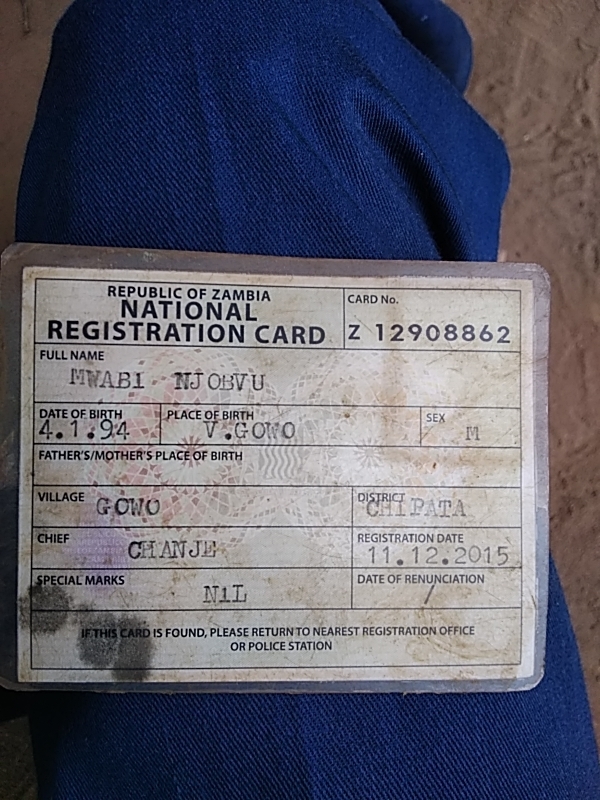 REPUBLIC OF ZAMBIA
NATIONAL
REGISTRATION CARD
CARD No.
Z 12908862
FULL NAME
MWABI NJOBVU
DATE OF BIRTH
4.1.94
PLACE OF BIRTH
V.GOWO
SEX
M
FATHER'S/MOTHER'S PLACE OF BIRTH
VILLAGE
GOWO
DISTRICT
CHIPATA
CHIEF
CHANJE
REGISTRATION DATE
11.12.2015
SPECIAL MARKS
NiL
DATE OF RENUNCIATION
/
IF THIS CARD IS FOUND, PLEASE RETURN TO NEAREST REGISTRATION OFFICE
OR POLICE STATION